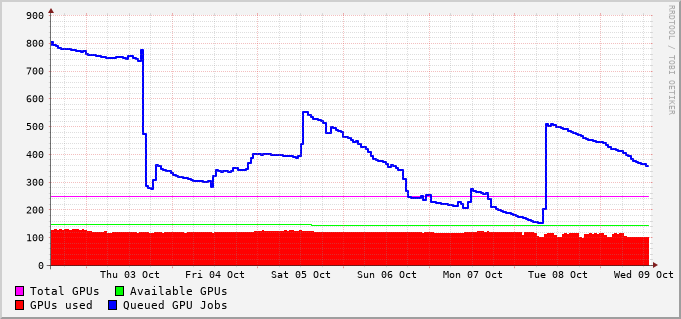 RRDTOOL / TOBI OETIKER
900
800
700
600
500
400
300
200
100
0
Thu 03 Oct Fri 04 Oct Sat 05 Oct Sun 06 Oct Mon 07 Oct Tue 08 Oct Wed 09 Oct
Total GPUs Available GPUs
GPUs used Queued GPU Jobs